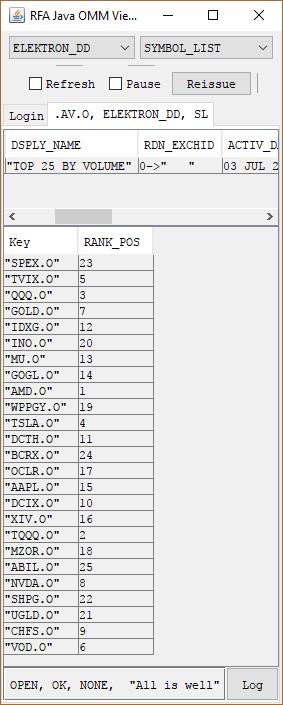 RFA Java OMM Vie...
ELEKTRON_DD SYMBOL_LIST
Refresh Pause Reissue
Login .AV.O, ELEKTRON_DD, SL
DSPLY_NAME RDN_EXCHID ACTIV_DA
"TOP 25 BY VOLUME" 0->"   " 03 JUL 2
Key RANK_POS
"SPEX.O" 23
"TVIX.O" 5
"QQQ.O" 3
"GOLD.O" 7
"IDXG.O" 12
"INO.O" 20
"MU.O" 13
"GOGL.O" 14
"AMD.O" 1
"WPPGY.O" 19
"TSLA.O" 4
"DCTH.O" 11
"BCRX.O" 24
"OCLR.O" 17
"AAPL.O" 15
"DCIX.O" 10
"XIV.O" 16
"TQQQ.O" 2
"MZOR.O" 18
"ABIL.O" 25
"NVDA.O" 8
"SHPG.O" 22
"UGLD.O" 21
"CHFS.O" 9
"VOD.O" 6
OPEN, OK, NONE, "All is well" Log